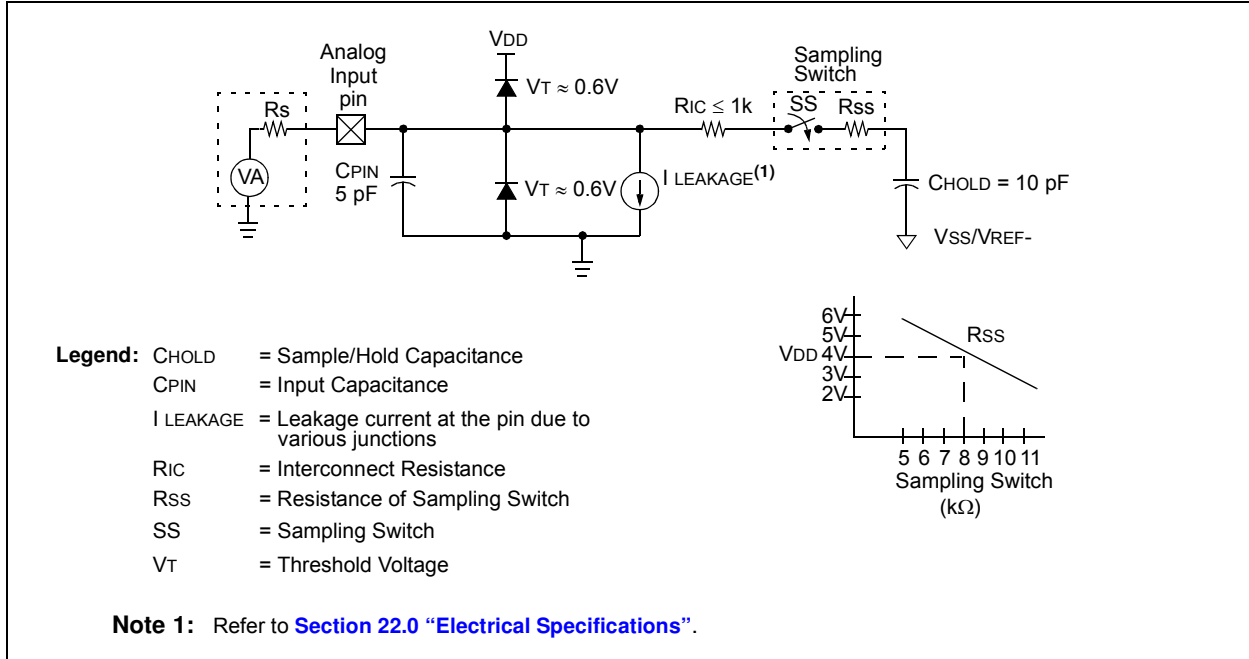 VDD
Analog
Input
pin
Sampling
Switch
VT ≈ 0.6V
Rs
RIC ≤ 1k
SS
Rss
VA
CPIN
5 pF
VT ≈ 0.6V
I LEAKAGE(1)
CHOLD = 10 pF
VSS/VREF-
6V
5V
VDD 4V
3V
2V
RSS
5 6 7 8 9 10 11
Sampling Switch
(kΩ)
Legend: CHOLD = Sample/Hold Capacitance
CPIN = Input Capacitance
I LEAKAGE = Leakage current at the pin due to
various junctions
RIC = Interconnect Resistance
RSS = Resistance of Sampling Switch
SS = Sampling Switch
VT = Threshold Voltage
Note 1: Refer to Section 22.0 “Electrical Specifications”.